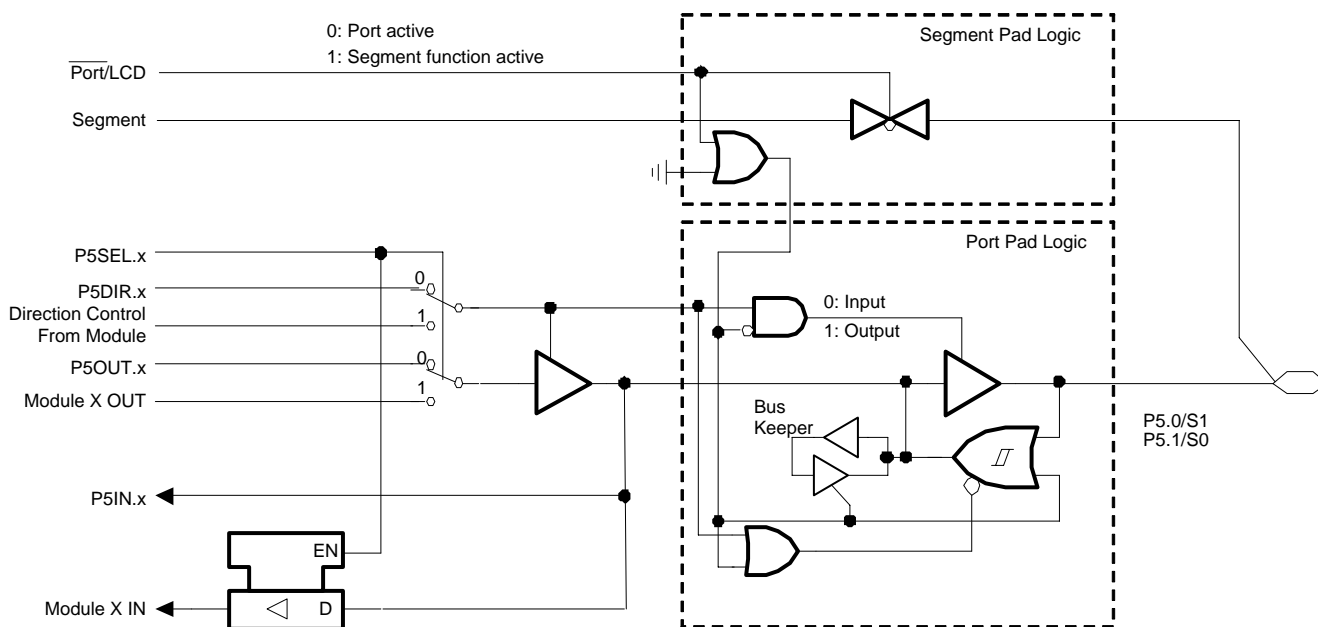 0: Port active
1: Segment function active
Segment Pad Logic
Port/LCD
Segment
Port Pad Logic
P5SEL.x
0
P5DIR.x
Direction Control
From Module
1
0: Input
1: Output
P5OUT.x
0
1
Module X OUT
Bus
Keeper
P5.0/S1
P5.1/S0
P5IN.x
EN
Module X IN
D